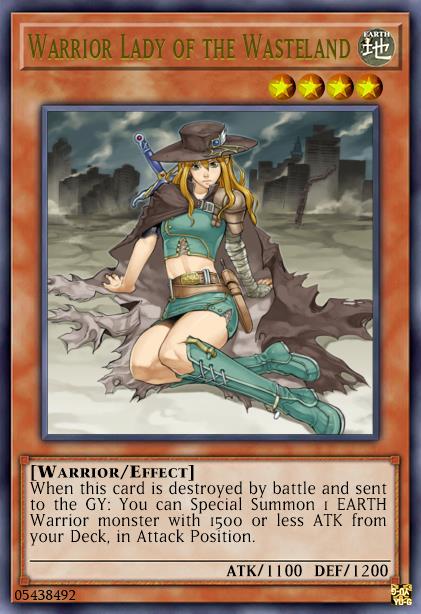 WARRIOR LADY OF THE WASTELAND
EARTH
地
[WARRIOR/EFFECT]
When this card is destroyed by battle and sent
to the GY: You can Special Summon 1 EARTH
Warrior monster with 1500 or less ATK from
your Deck, in Attack Position.
ATK/1100 DEF/1200
05438492